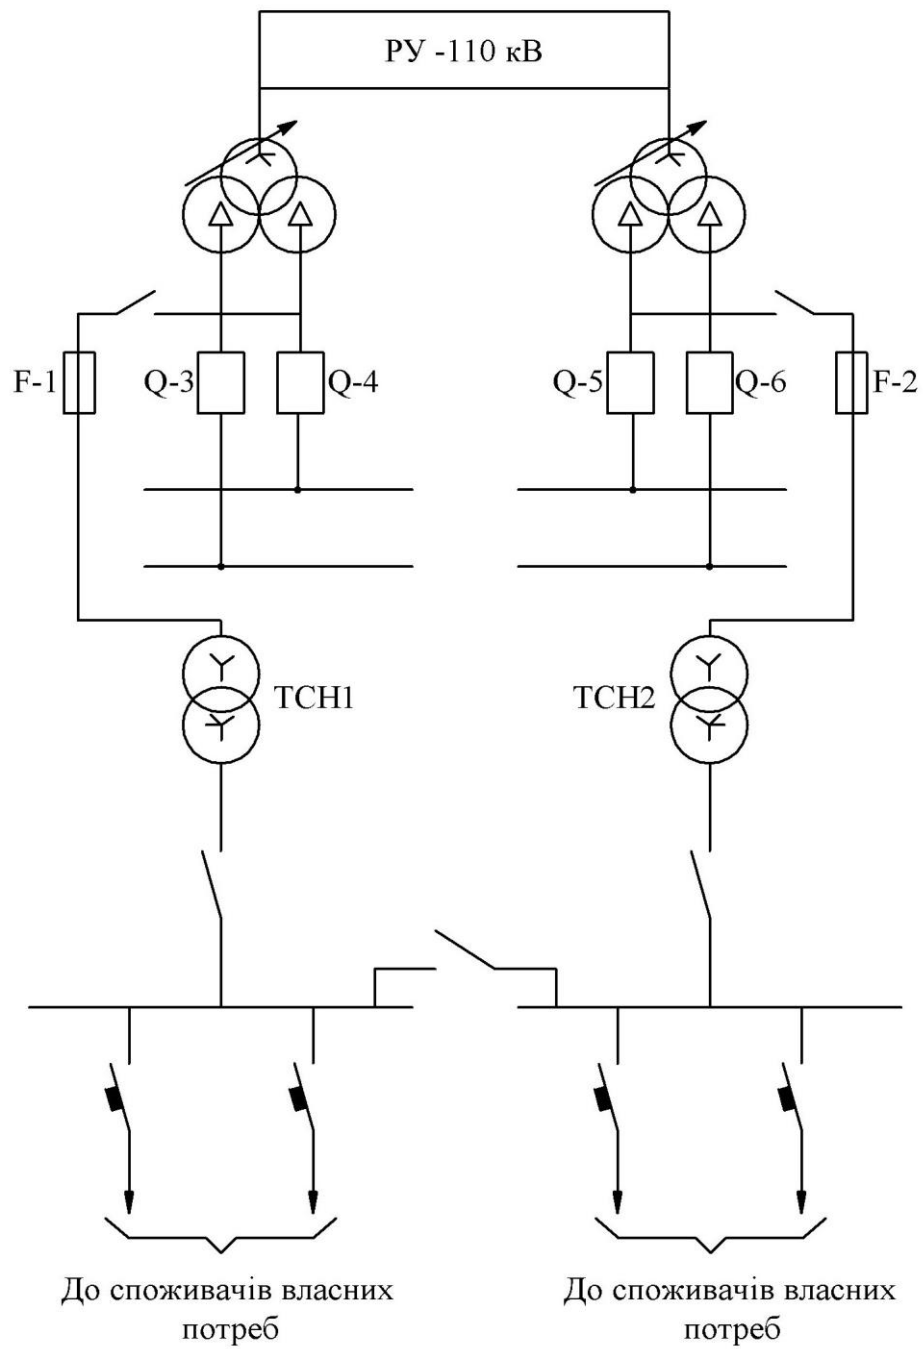 РУ -110 кВ
F-1
Q-3
Q-4
Q-5
Q-6
F-2
ТСН1
ТСН2
До споживачів власних
потреб
До споживачів власних
потреб